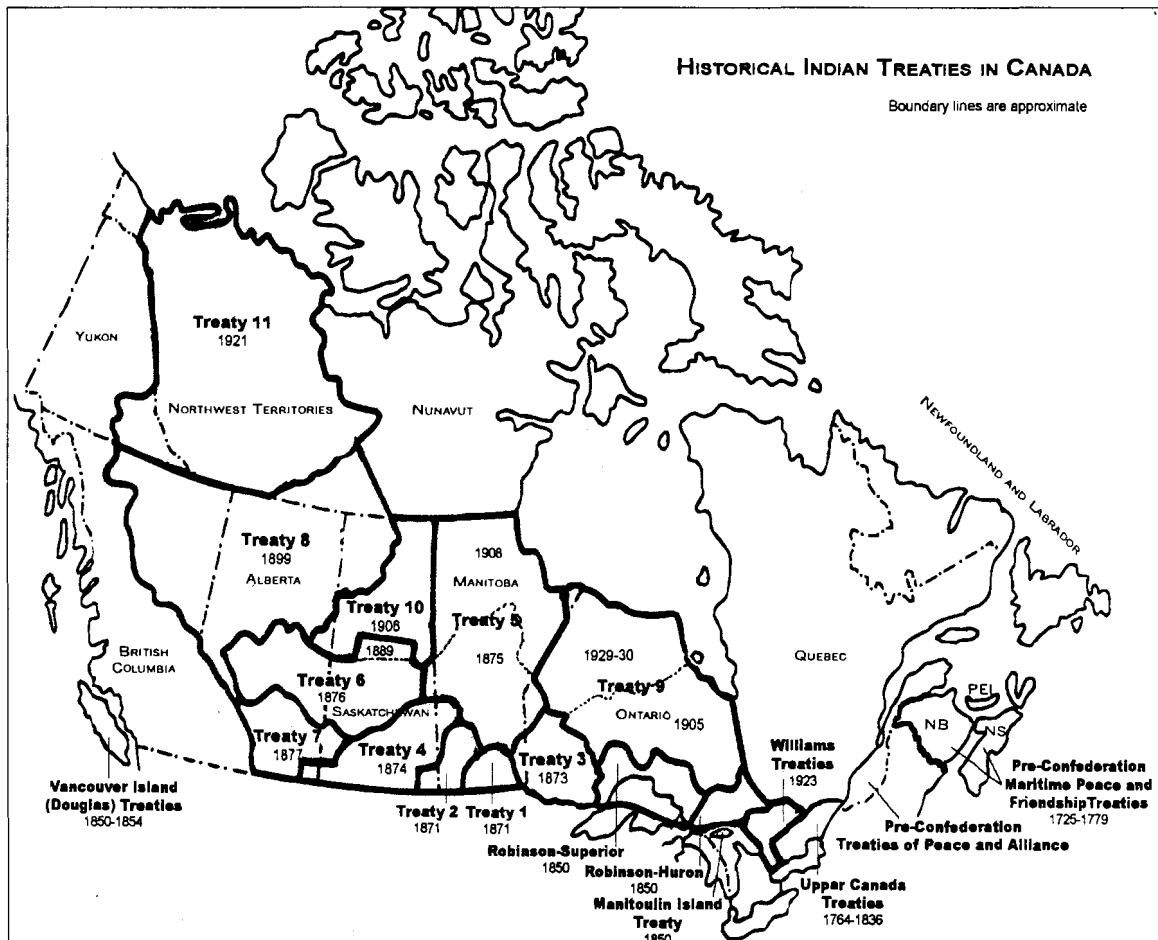 HISTORICAL INDIAN TREATIES IN CANADA
Boundary lines are approximate
Treaty 11
1921
YUKON
NORTHWEST TERRITORIES
NUNAVUT
NEWFOUNDLAND AND LABRADOR
Treaty 8
1899
ALBERTA
1908
MANITOBA
Treaty 10
1906
1889
Treaty 5
1875
BRITISH
COLUMBIA
Treaty 6
1876
SASKATCHEWAN
1929-30
Treaty 9
ONTARIO
1905
QUEBEC
PEI
NB
NS
Treaty 7
1877
Treaty 4
1874
Treaty 3
1873
Williams
Treaties
1923
Vancouver Island
(Douglas) Treaties
1850-1854
Treaty 2
1871
Treaty 1
1871
Pre-Confederation
Maritime Peace and
FriendshipTreaties
1725-1779
Pre-Confederation
Treaties of Peace and Alliance
Robinson-Superior
1850
Robinson-Huron
1850
Manitoulin Island
Treaty
1850
Uppar Canada
Treaties
1764-1836